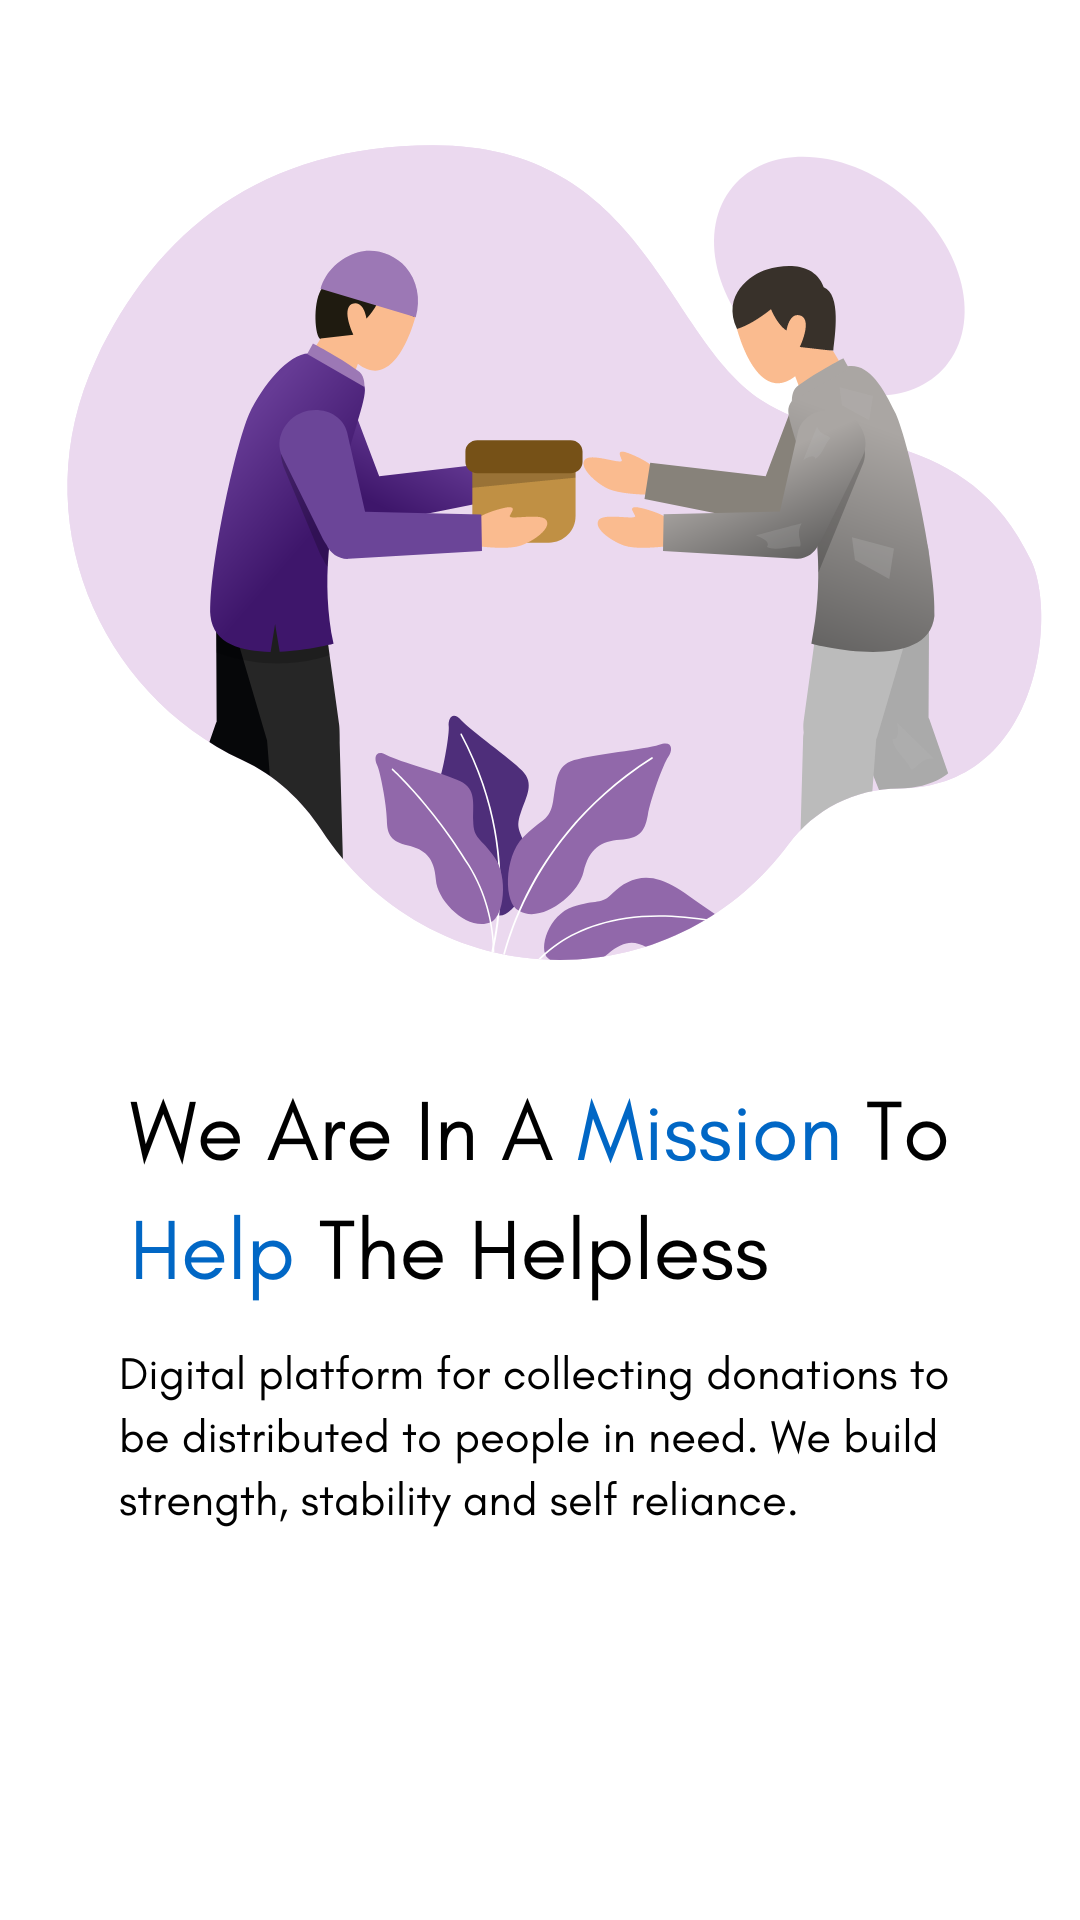 We Are In A Mission To
Help The Helpless
Digital platform for collecting donations to
be distributed to people in need. We build
strength, stability and self reliance.